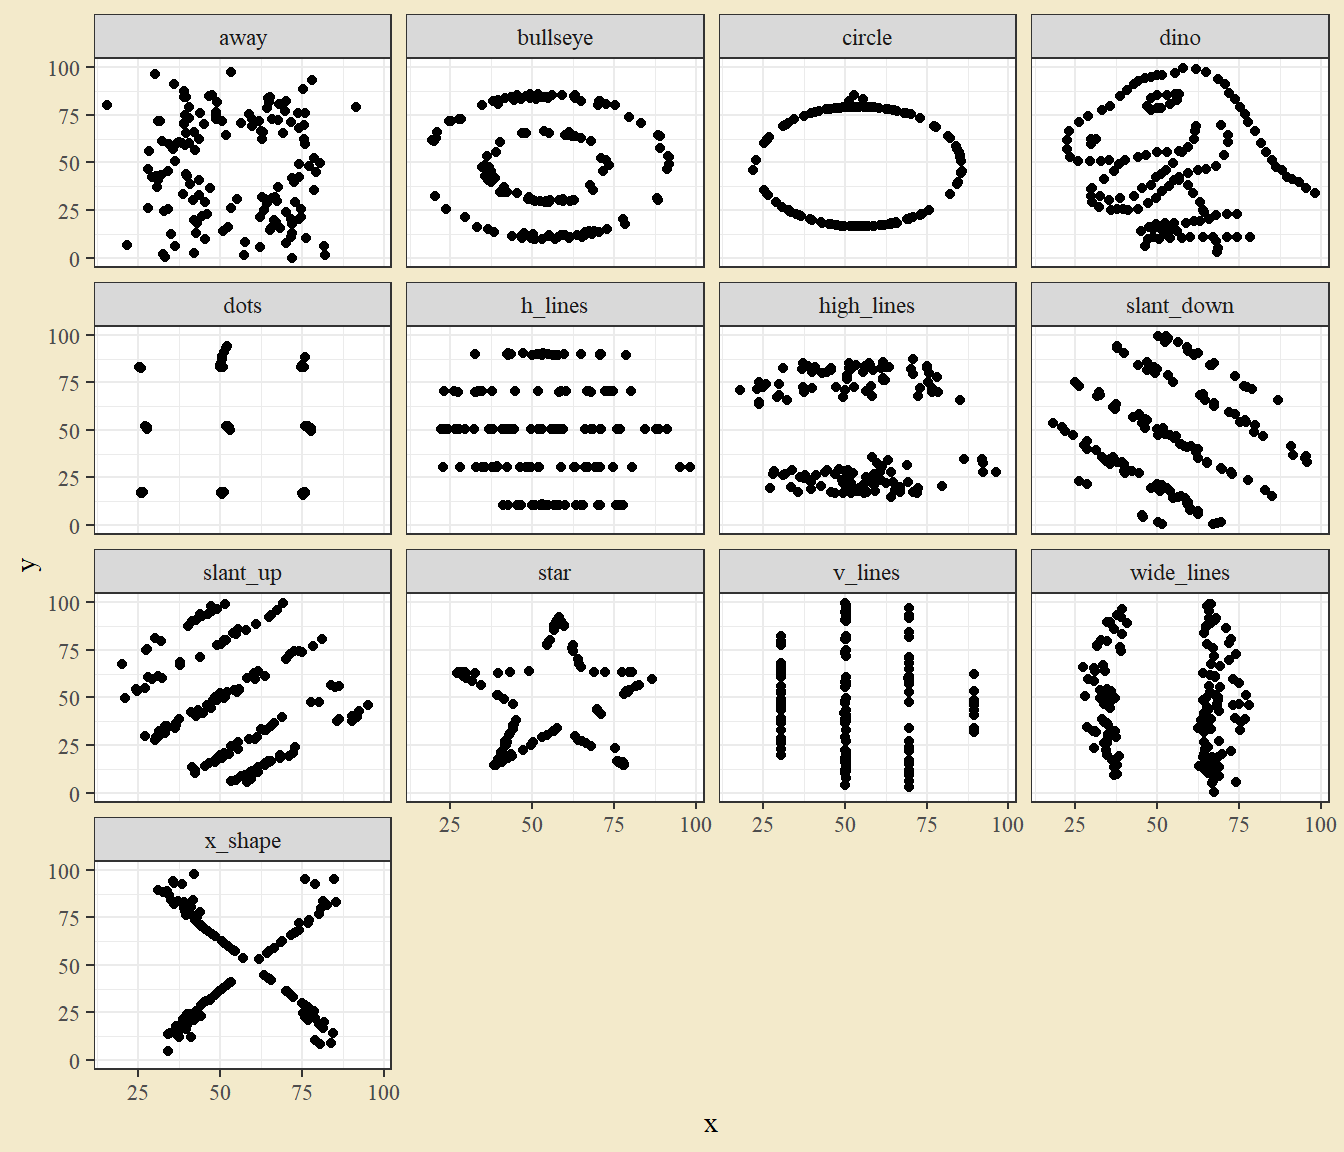 away bullseye circle dino
100
75
50
25
0
dots h_lines high_lines slant_down
100
75
50
25
0
slant_up star v_lines wide_lines
100
75
50
25
0
25 50 75 100 25 50 75 100 25 50 75 100
x_shape
100
75
50
25
0
25 50 75 100
x
y